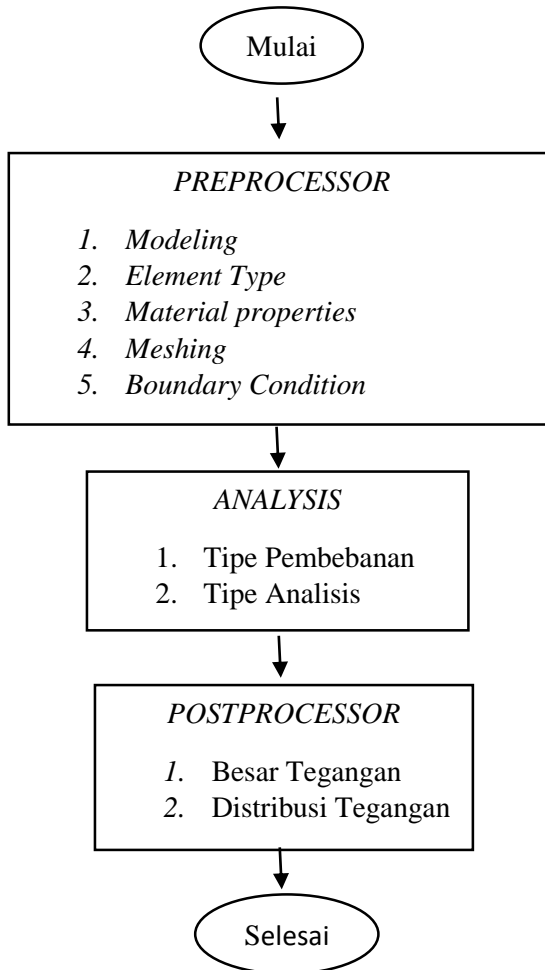 Mulai
PREPROCESSOR
1. Modeling
2. Element Type
3. Material properties
4. Meshing
5. Boundary Condition
ANALYSIS
1. Tipe Pembebanan
2. Tipe Analisis
POSTPROCESSOR
1. Besar Tegangan
2. Distribusi Tegangan
Selesai